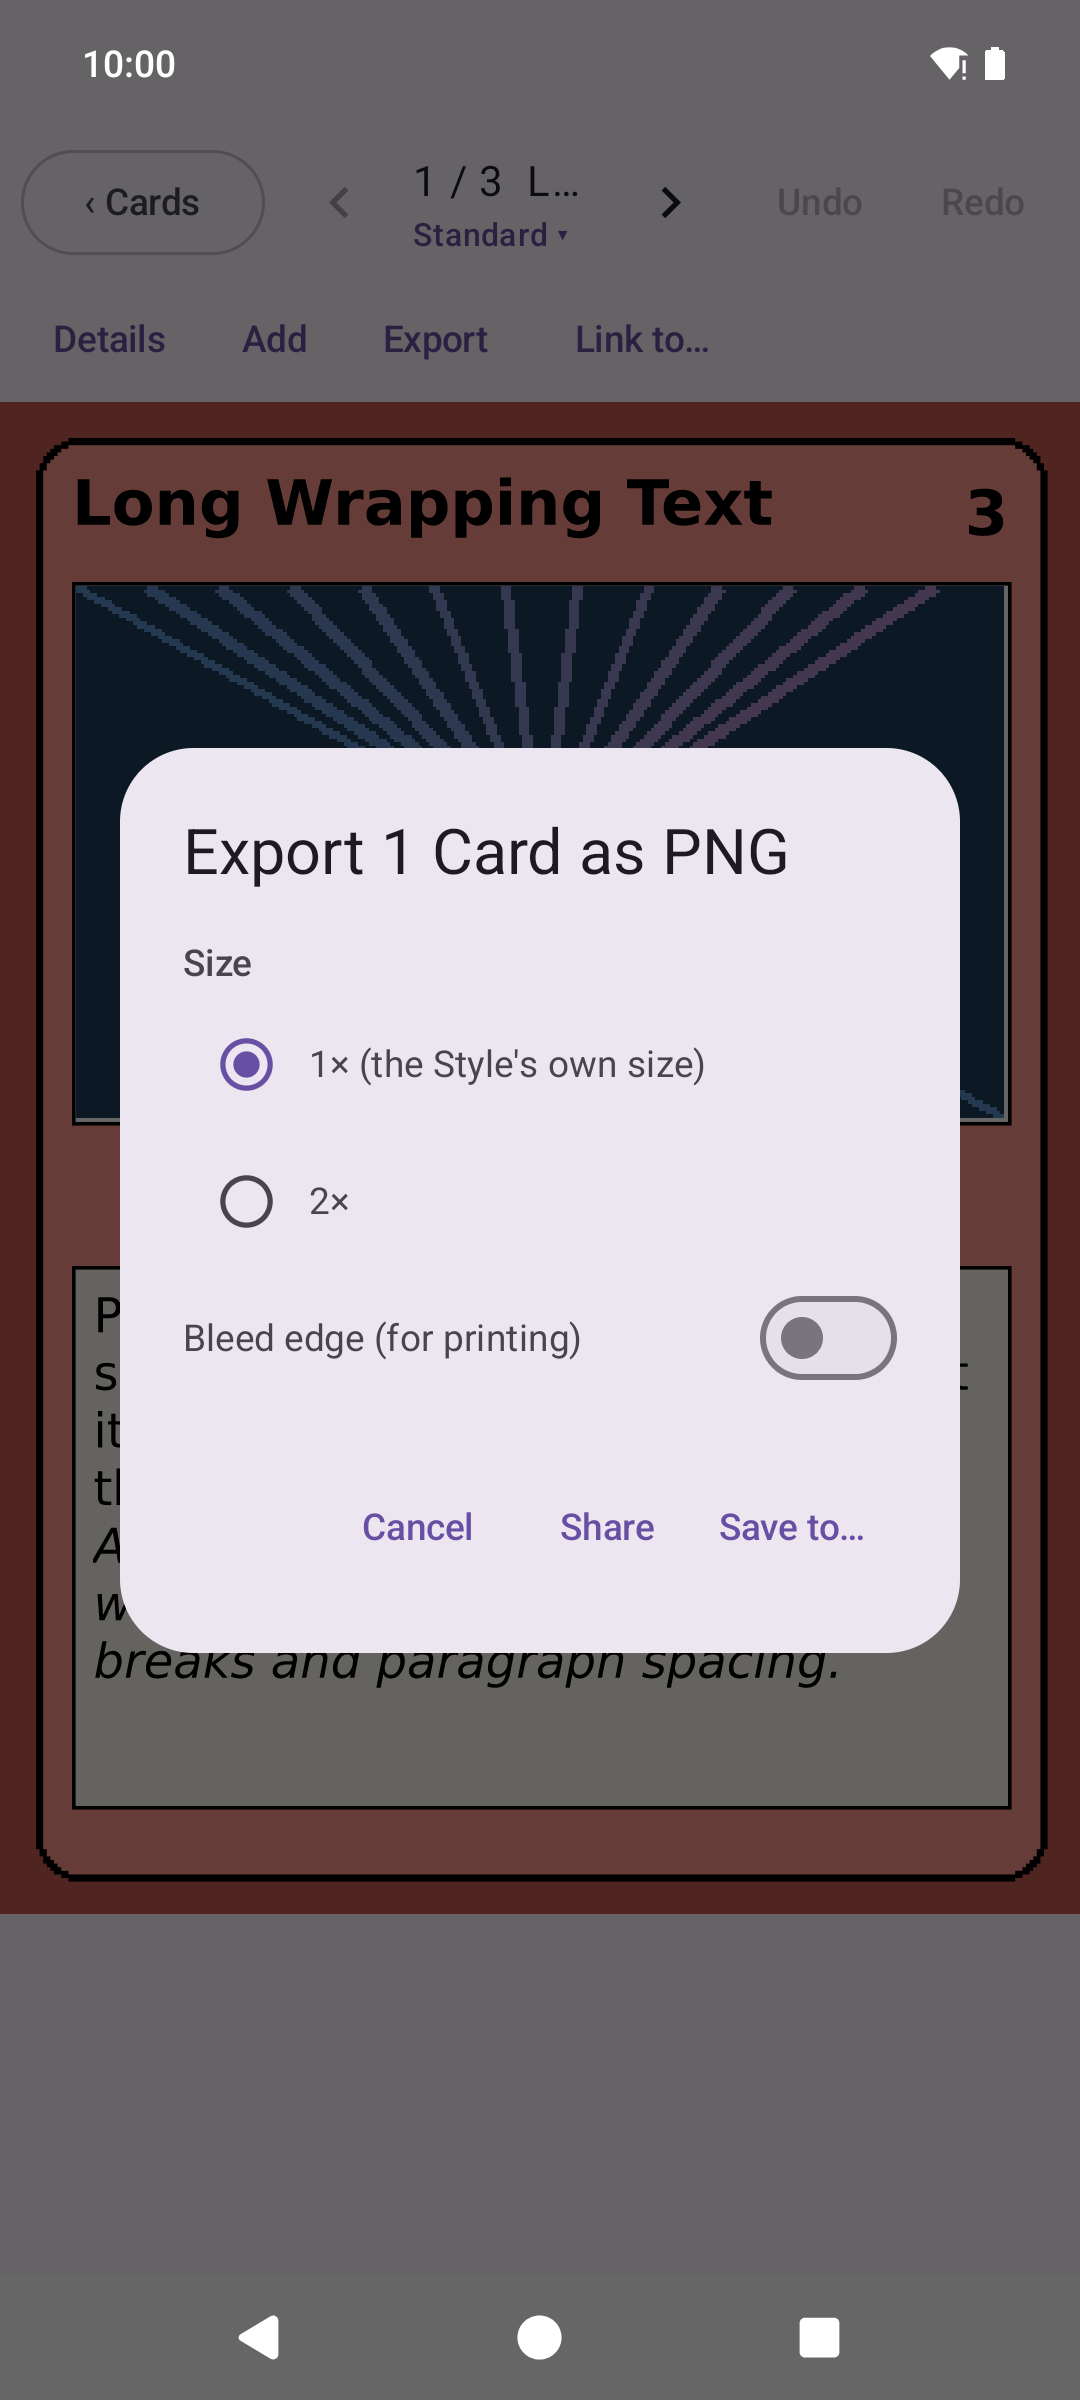 10:00
‹ Cards
1 / 3 L...
Standard ▾
Undo
Redo
Details
Add
Export
Link to...
Long Wrapping Text
3
Export 1 Card as PNG
Size
1× (the Style's own size)
2×
Bleed edge (for printing)
Cancel
Share
Save to...
breaks and paragraph spacing.